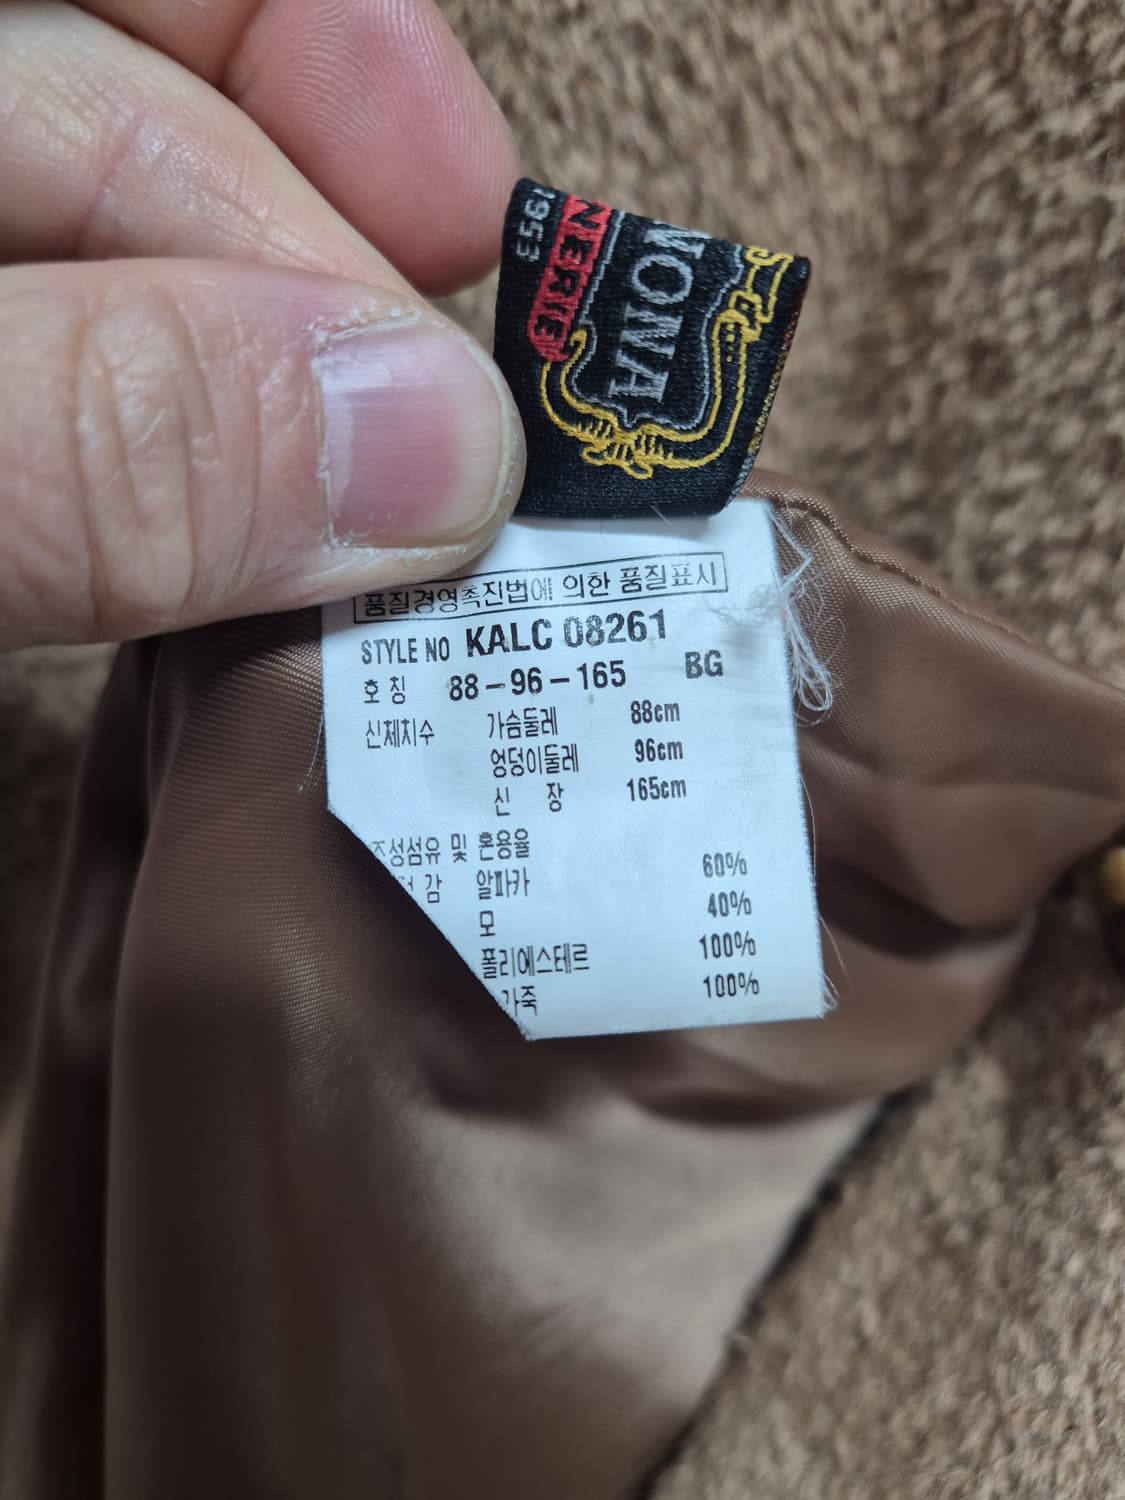 1953
NERIE
NOVA
품질경영촉진법에 의한 품질표시
STYLE NO KALC 08261
호 칭 88-96-165 BG
신체치수 가슴둘레 88cm
엉덩이둘레 96cm
신 장 165cm
조성섬유 및 혼용율
감 알파카 60%
모 40%
폴리에스테르 100%
가죽 100%